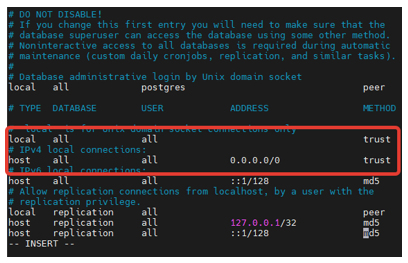 # DO NOT DISABLE!
# If you change this first entry you will need to make sure that the
# database superuser can access the database using some other method.
# Noninteractive access to all databases is required during automatic
# maintenance (custom daily cronjobs, replication, and similar tasks).
#
# Database administrative login by Unix domain socket
local all postgres peer
# TYPE DATABASE USER ADDRESS METHOD
# "local" is for Unix domain socket connections only
local all all trust
# IPv4 local connections:
host all all 0.0.0.0/0 trust
# IPv6 local connections:
host all all ::1/128 md5
# Allow replication connections from localhost, by a user with the
# replication privilege.
local replication all peer
host replication all 127.0.0.1/32 md5
host replication all ::1/128 md5
-- INSERT --